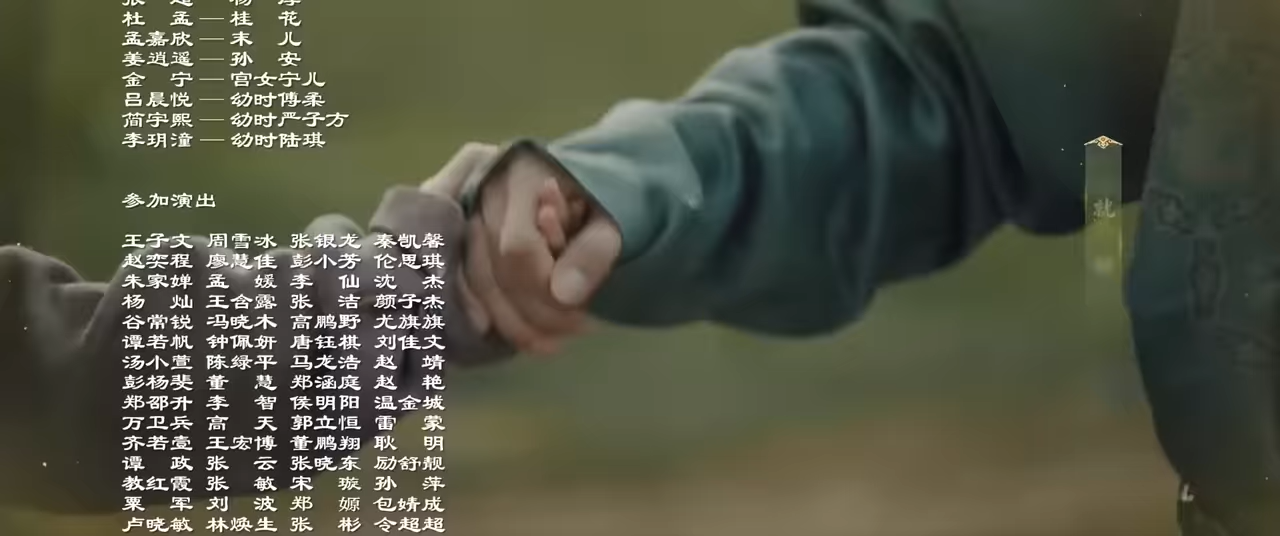 杜　孟 — 桂　花
孟嘉欣 — 末　儿
姜逍遥 — 孙　安
金　宁 — 宫女宁儿
吕晨悦 — 幼时傅柔
简宇熙 — 幼时严子方
李玥潼 — 幼时陆琪
参加演出
王子文 周雪冰 张银龙 秦凯馨
赵奕程 廖慧佳 彭小芳 伦思琪
朱家婵 孟　媛 李　仙 沈　杰
杨　灿 王含露 张　洁 颜子杰
谷常锐 冯晓木 高鹏野 尤旗旗
谭若帆 钟佩妍 唐钰棋 刘佳文
汤小萱 陈绿平 马龙浩 赵　靖
彭杨斐 董　慧 郑涵庭 赵　艳
郑邵升 李　智 侯明阳 温金城
万卫兵 高　天 郭立恒 雷　蒙
齐若壹 王宏博 董鹏翔 耿　明
谭　政 张　云 张晓东 励舒靓
教红霞 张　敏 宋　璇 孙　萍
栗　军 刘　波 郑　嫄 包婧成
卢晓敏 林焕生 张　彬 令超超
就